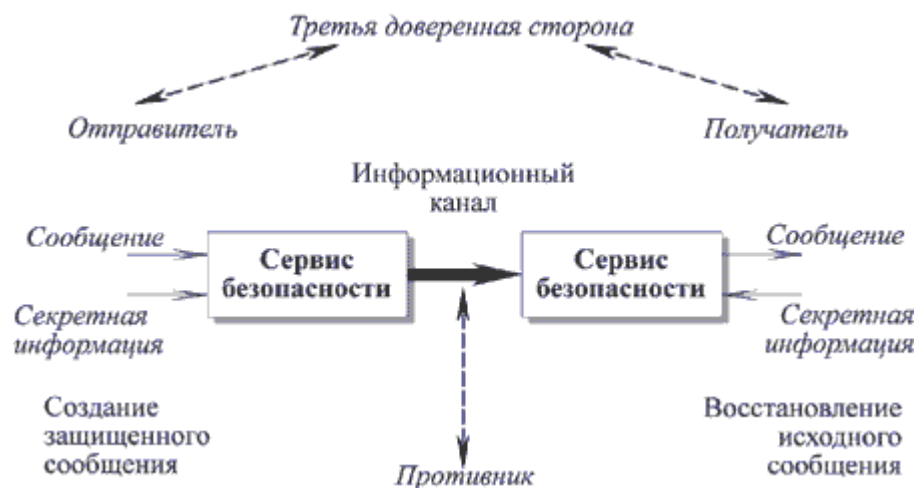 Третья доверенная сторона
Отправитель
Получатель
Информационный
канал
Сообщение
Сервис
безопасности
Сервис
безопасности
Сообщение
Секретная
информация
Секретная
информация
Создание
защищенного
сообщения
Восстановление
исходного
сообщения
Противник